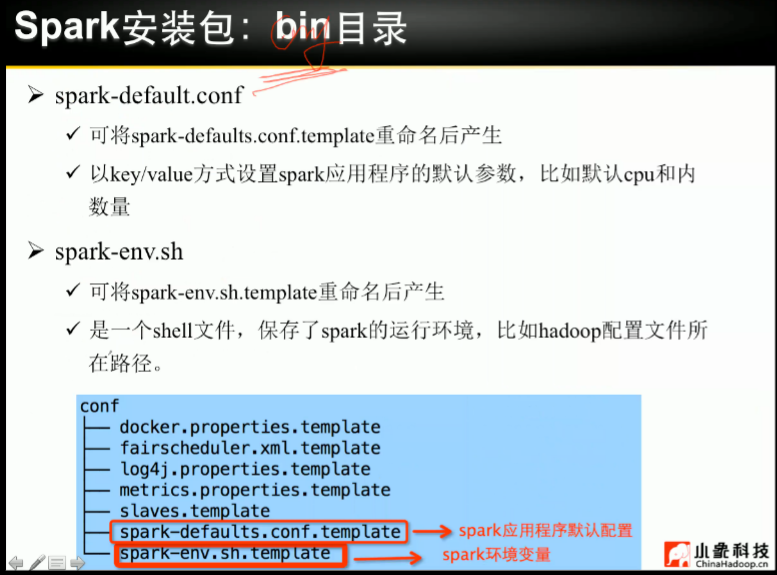 Spark安装包：bin目录
spark-default.conf
可将spark-defaults.conf.template重命名后产生
以key/value方式设置spark应用程序的默认参数，比如默认cpu和内
数量
spark-env.sh
可将spark-env.sh.template重命名后产生
是一个shell文件，保存了spark的运行环境，比如hadoop配置文件所
在路径。
conf
docker.properties.template
fairscheduler.xml.template
log4j.properties.template
metrics.properties.template
slaves.template
spark-defaults.conf.template spark应用程序默认配置
spark-env.sh.template spark环境变量
小象科技
ChinaHadoop.cn